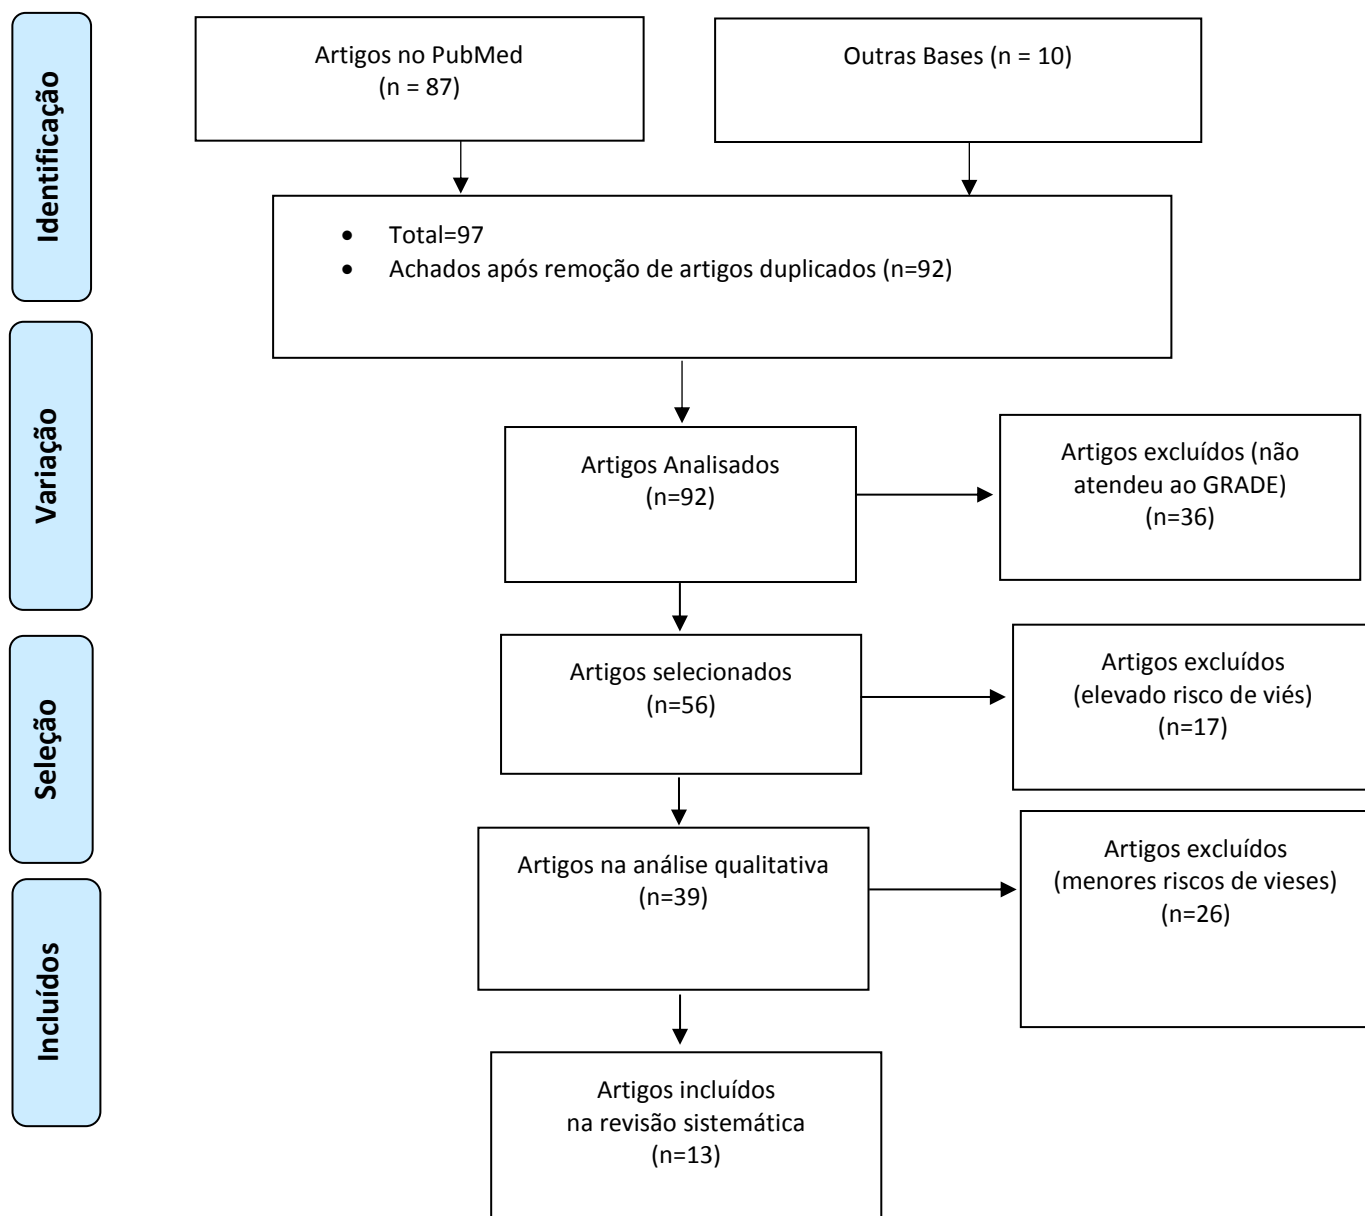 Identificação
Artigos no PubMed
(n = 87)
Outras Bases (n = 10)
• Total=97
• Achados após remoção de artigos duplicados (n=92)
Variação
Artigos Analisados
(n=92)
Artigos excluídos (não
atendeu ao GRADE)
(n=36)
Seleção
Artigos selecionados
(n=56)
Artigos excluídos
(elevado risco de viés)
(n=17)
Artigos na análise qualitativa
(n=39)
Artigos excluídos
(menores riscos de vieses)
(n=26)
Incluídos
Artigos incluídos
na revisão sistemática
(n=13)